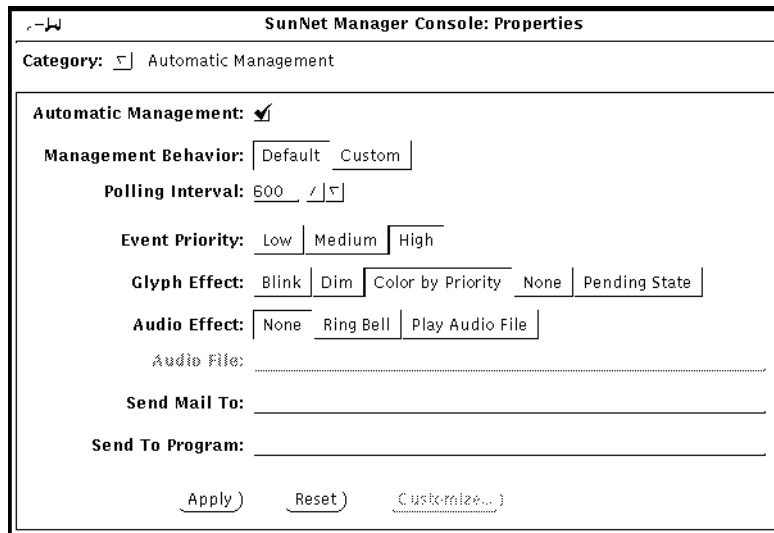 SunNet Manager Console: Properties
Category: Automatic Management
Automatic Management:
Management Behavior: Default Custom
Polling Interval: 600
Event Priority: Low Medium High
Glyph Effect: Blink Dim Color by Priority None Pending State
Audio Effect: None Ring Bell Play Audio File
Audio File:
Send Mail To:
Send To Program:
Apply Reset Customize...